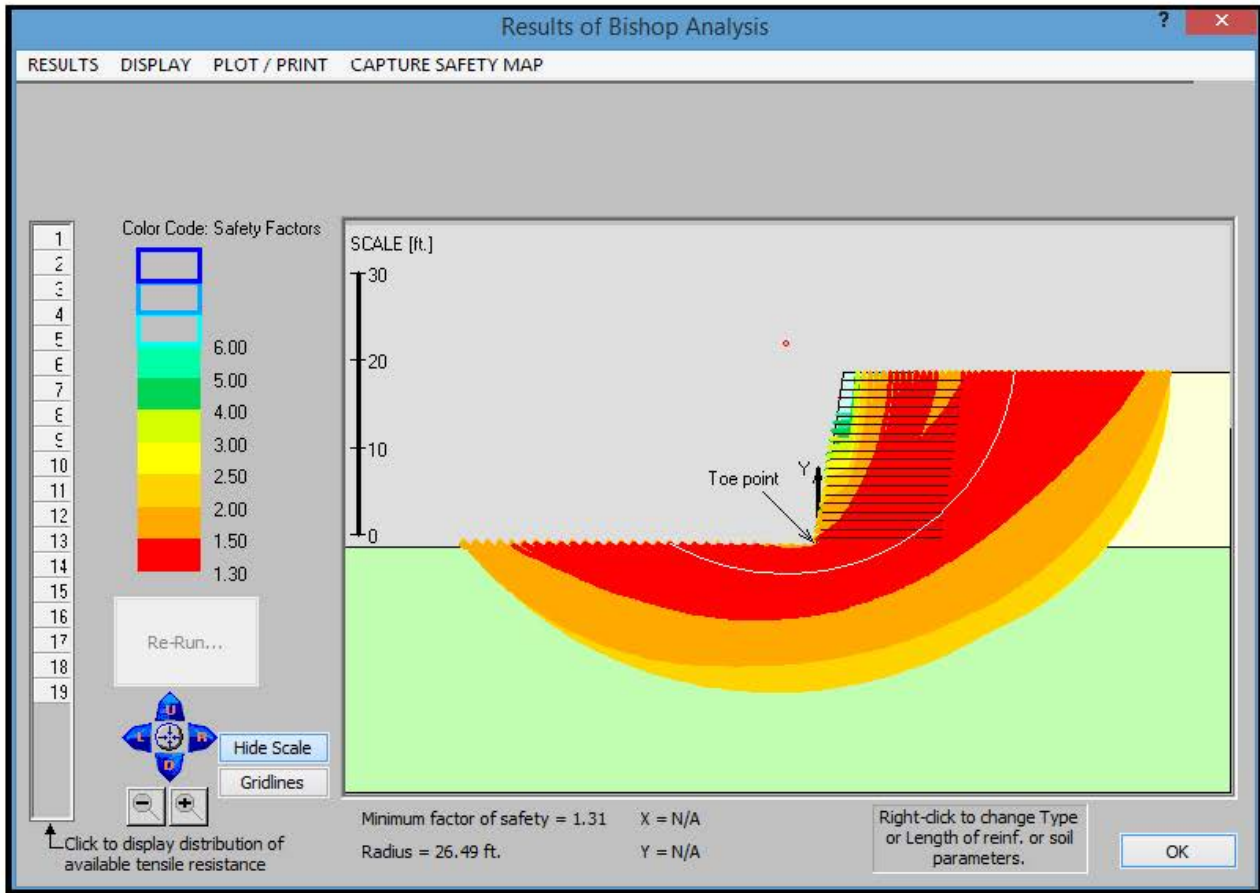 Results of Bishop Analysis
?
×
RESULTS DISPLAY PLOT / PRINT CAPTURE SAFETY MAP
1
2
3
4
5
6
7
8
9
10
11
12
13
14
15
16
17
18
19
Color Code: Safety Factors
6.00
5.00
4.00
3.00
2.50
2.00
1.50
1.30
Re-Run...
U
L
R
D
Hide Scale
Gridlines
Click to display distribution of
available tensile resistance
SCALE [ft.]
30
20
10
0
Toe point
Y
Minimum factor of safety = 1.31 X = N/A
Radius = 26.49 ft. Y = N/A
Right-click to change Type
or Length of reinf. or soil
parameters.
OK